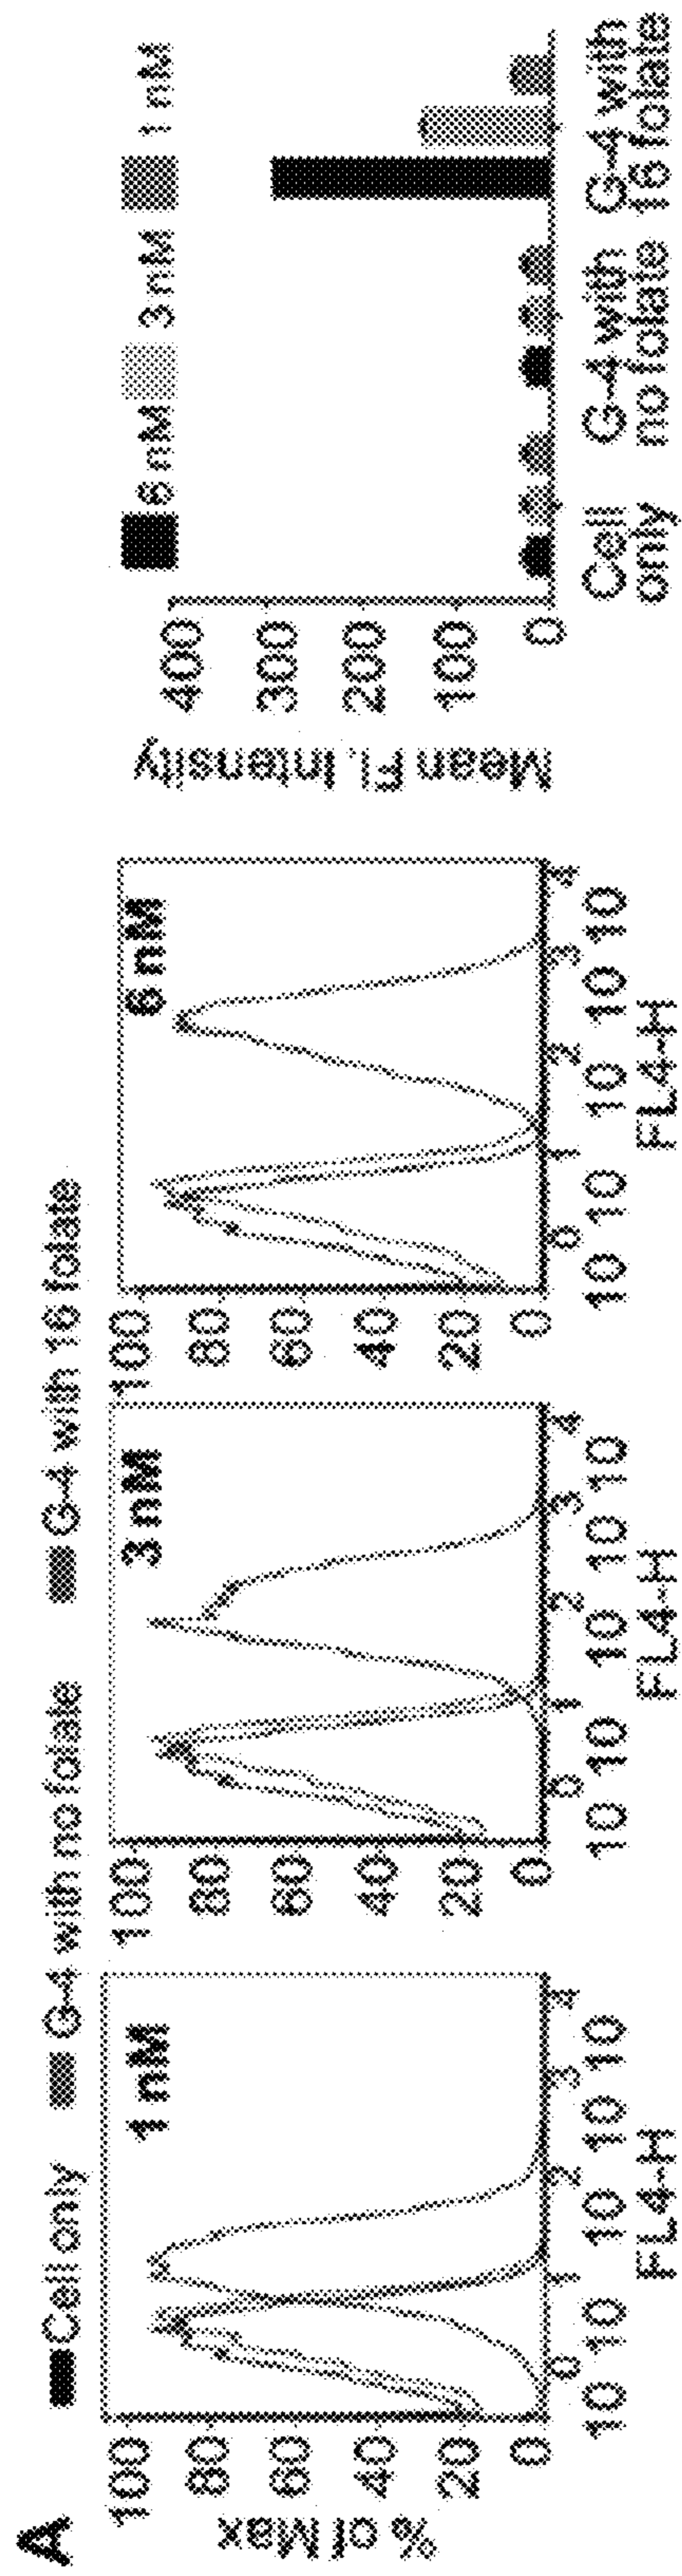 A
Cell only G-4 with no folate G-4 with 16 folate
% of Max
100
80
60
40
20
0
1 nM
10 0 10 1 10 2 10 3 10 4
FL4-H
100
80
60
40
20
0
3 nM
10 0 10 1 10 2 10 3 10 4
FL4-H
100
80
60
40
20
0
6 nM
10 0 10 1 10 2 10 3 10 4
FL4-H
6 nM 3 nM 1 nM
Mean Fl. Intensity
400
300
200
100
0
Cell only
G-4 with no folate
G-4 with 16 folate